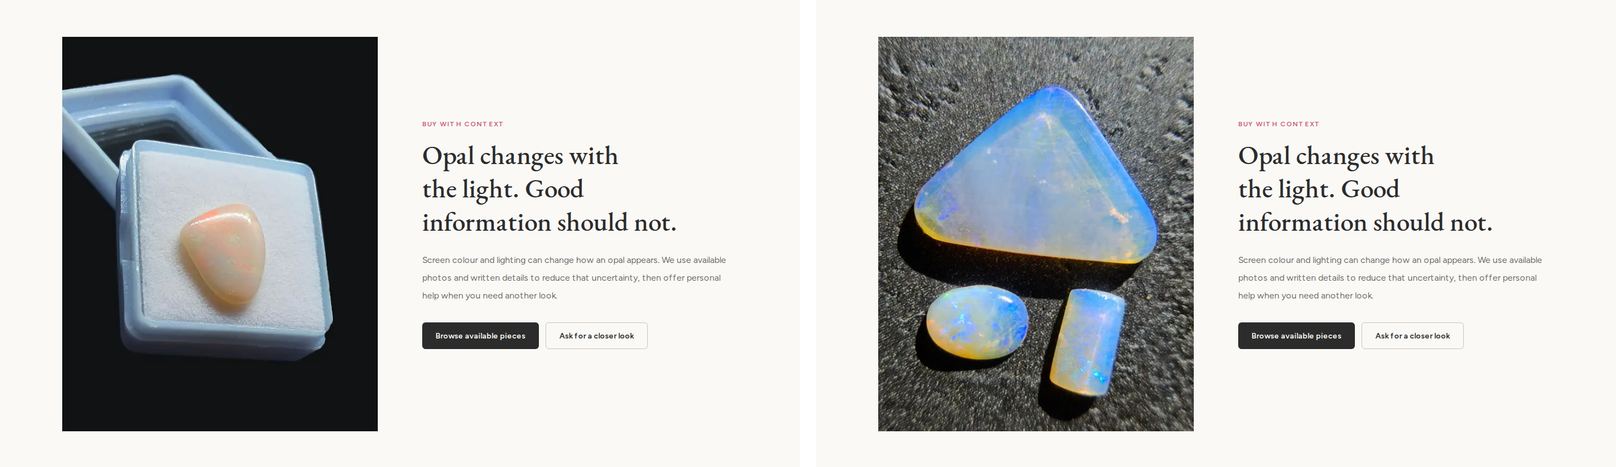 BUY WITH CONTEXT
Opal changes with
the light. Good
information should not.
Screen colour and lighting can change how an opal appears. We use available
photos and written details to reduce that uncertainty, then offer personal
help when you need another look.
Browse available pieces
Ask for a closer look
BUY WITH CONTEXT
Opal changes with
the light. Good
information should not.
Screen colour and lighting can change how an opal appears. We use available
photos and written details to reduce that uncertainty, then offer personal
help when you need another look.
Browse available pieces
Ask for a closer look